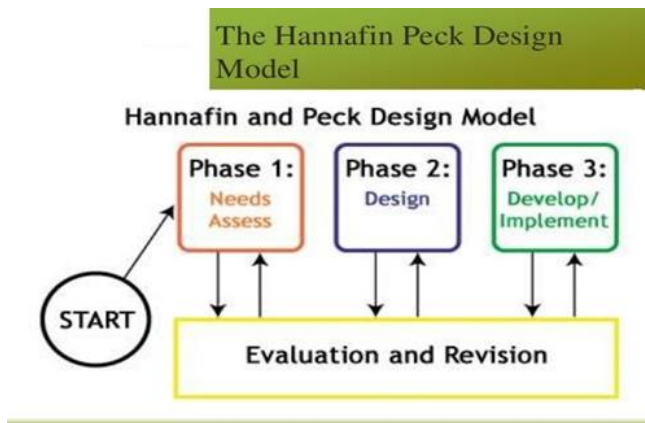 The Hannafin Peck Design
Model
Hannafin and Peck Design Model
Phase 1:
Needs
Assess
Phase 2:
Design
Phase 3:
Develop/
Implement
START
Evaluation and Revision